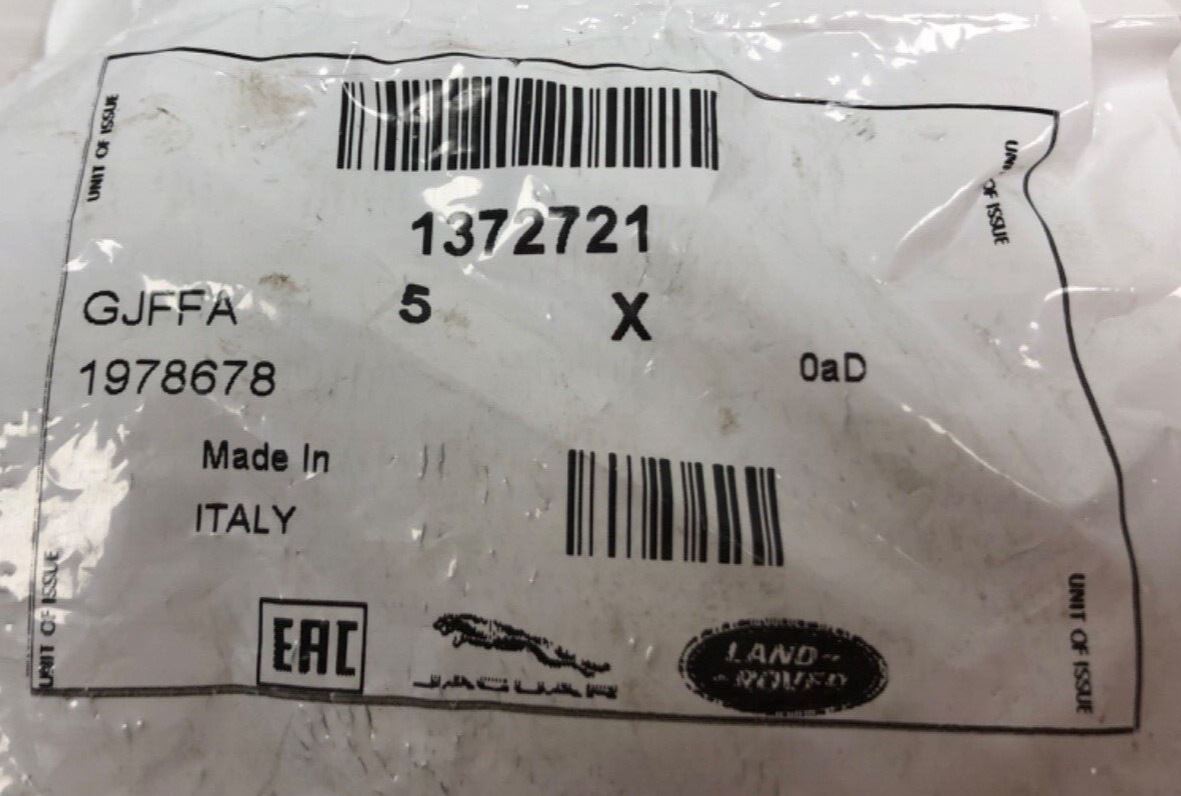 UNIT OF ISSUE
UNIT OF ISSUE
1372721
GJFFA 5 X
1978678 0aD
Made In
ITALY
UNIT OF ISSUE
UNIT OF ISSUE
EAC
JAGUAR
LAND-
-ROVER